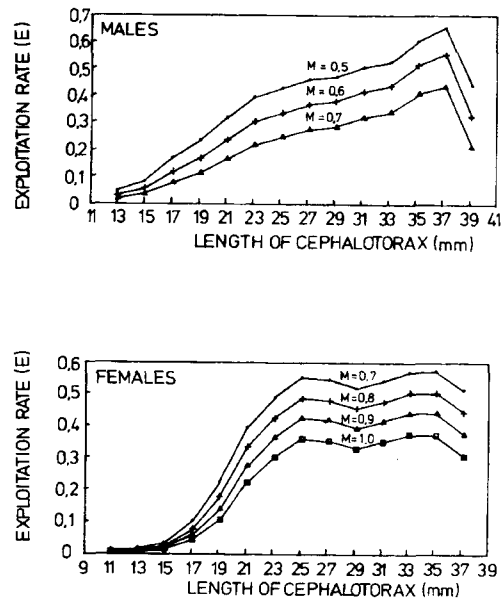 EXPLOITATION RATE (E)
MALES
0,7
0,6
0,5
0,4
0,3
0,2
0,1
0
M = 0,5
M = 0,6
M = 0,7
11 13 15 17 19 21 23 25 27 29 31 33 35 37 39 41
LENGTH OF CEPHALOTORAX (mm)
EXPLOITATION RATE (E)
FEMALES
0,6
0,5
0,4
0,3
0,2
0,1
0
M = 0,7
M = 0,8
M = 0,9
M = 1,0
9 11 13 15 17 19 21 23 25 27 29 31 33 35 37 39
LENGTH OF CEPHALOTORAX (mm)